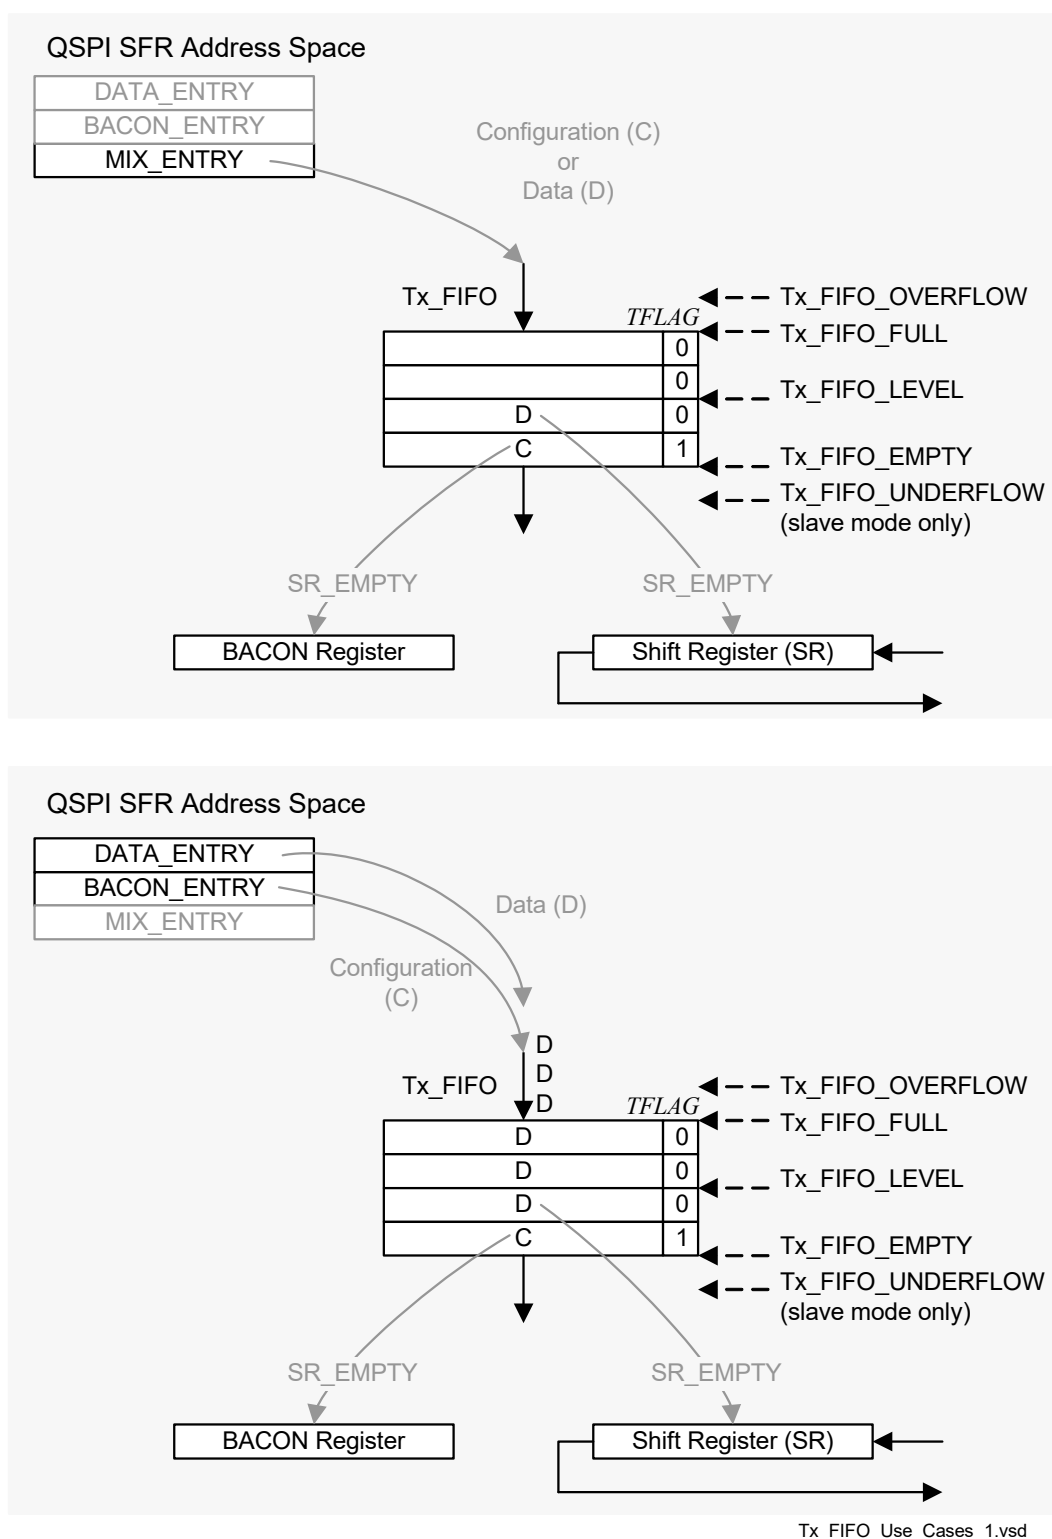 QSPI SFR Address Space
DATA_ENTRY
BACON_ENTRY
MIX_ENTRY
Configuration (C)
or
Data (D)
Tx_FIFO
TFLAG
Tx_FIFO_OVERFLOW
Tx_FIFO_FULL
0
0
Tx_FIFO_LEVEL
D 0
C 1
Tx_FIFO_EMPTY
Tx_FIFO_UNDERFLOW
(slave mode only)
SR_EMPTY
SR_EMPTY
BACON Register
Shift Register (SR)
QSPI SFR Address Space
DATA_ENTRY
BACON_ENTRY
MIX_ENTRY
Data (D)
Configuration
(C)
D
D
D
Tx_FIFO
TFLAG
Tx_FIFO_OVERFLOW
Tx_FIFO_FULL
D 0
D 0
Tx_FIFO_LEVEL
D 0
C 1
Tx_FIFO_EMPTY
Tx_FIFO_UNDERFLOW
(slave mode only)
SR_EMPTY
SR_EMPTY
BACON Register
Shift Register (SR)
Tx_FIFO_Use_Cases_1.vsd